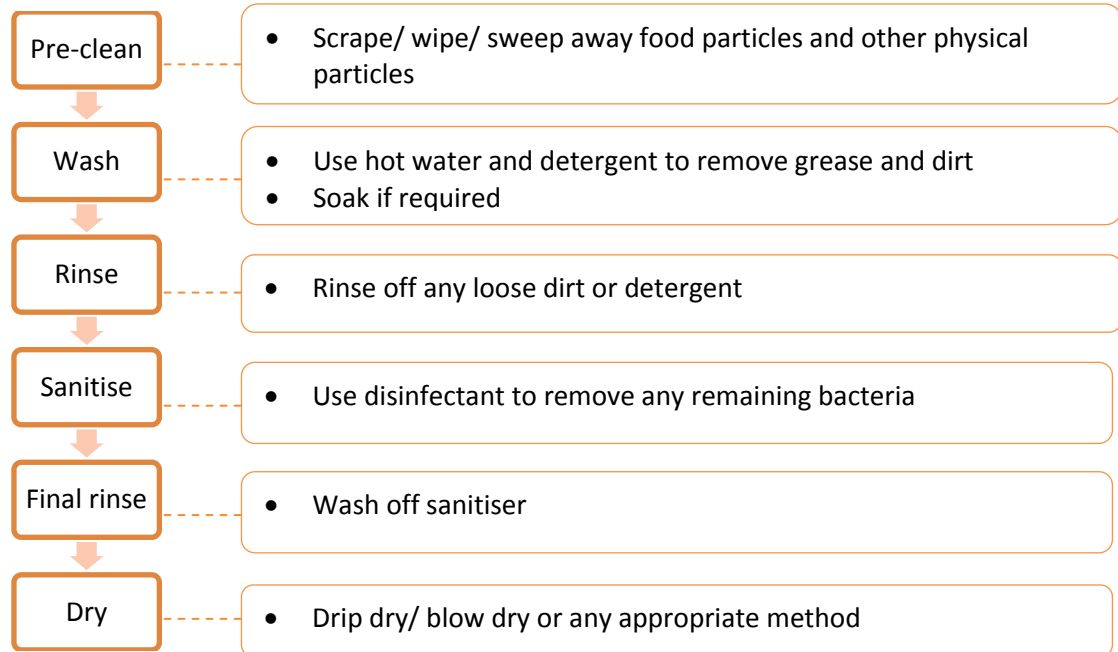 Pre-clean
• Scrape/ wipe/ sweep away food particles and other physical
particles
Wash
• Use hot water and detergent to remove grease and dirt
• Soak if required
Rinse
• Rinse off any loose dirt or detergent
Sanitise
• Use disinfectant to remove any remaining bacteria
Final rinse
• Wash off sanitiser
Dry
• Drip dry/ blow dry or any appropriate method